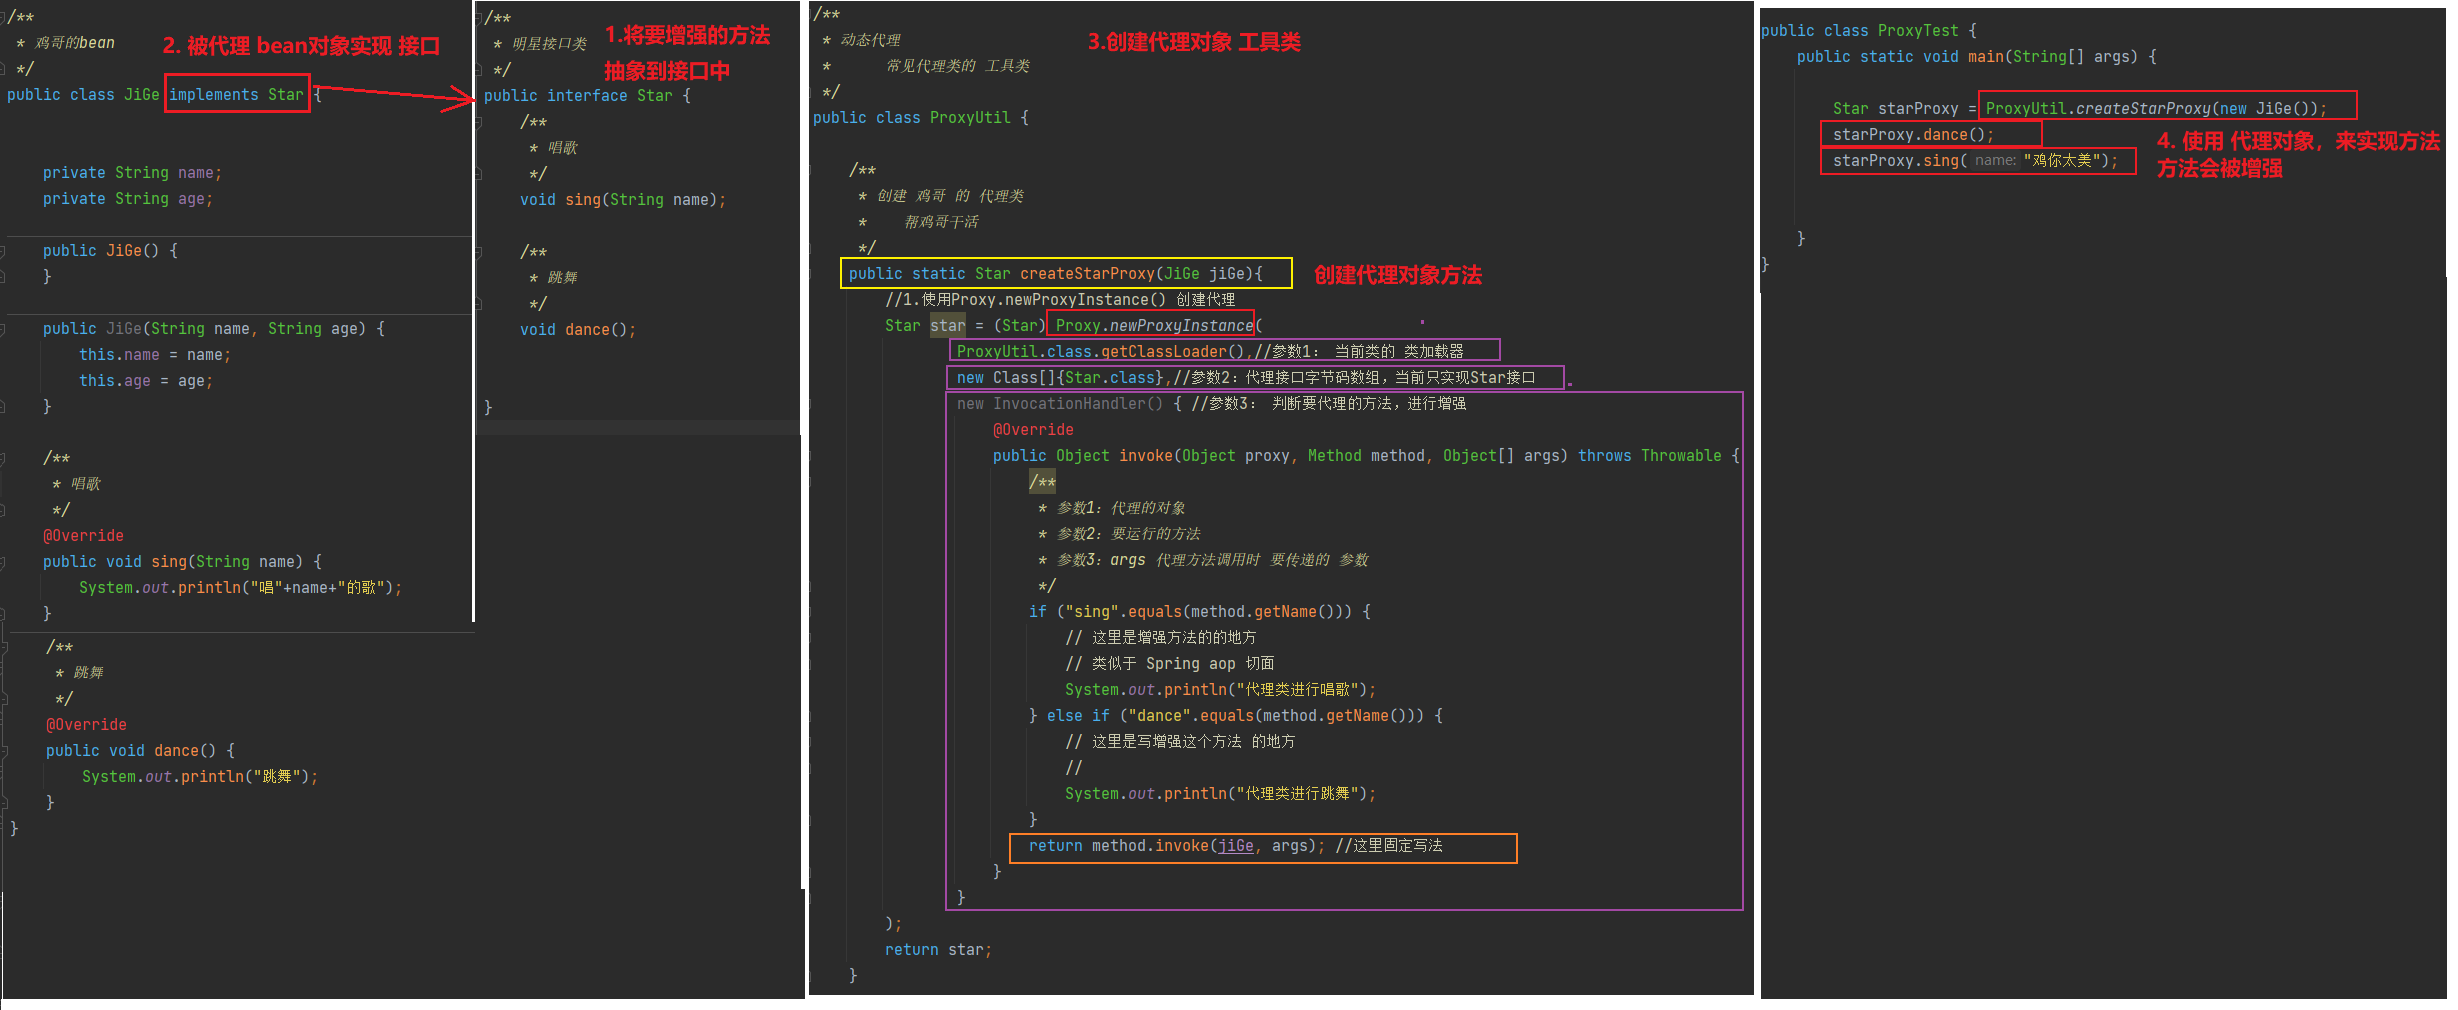 /**
 * 鸡哥的bean
 */
2. 被代理 bean对象实现 接口
public class JiGe implements Star {
    private String name;
    private String age;
    public JiGe() {
    }
    public JiGe(String name, String age) {
        this.name = name;
        this.age = age;
    }
    /**
     * 唱歌
     */
    @Override
    public void sing(String name) {
        System.out.println("唱"+name+"的歌");
    }
    /**
     * 跳舞
     */
    @Override
    public void dance() {
        System.out.println("跳舞");
    }
}
/**
 * 明星接口类
 */
1.将要增强的方法
抽象到接口中
public interface Star {
    /**
     * 唱歌
     */
    void sing(String name);
    /**
     * 跳舞
     */
    void dance();
}
/**
 * 动态代理
 *      常见代理类的 工具类
 */
3.创建代理对象 工具类
public class ProxyUtil {
    /**
     * 创建 鸡哥 的 代理类
     *    帮鸡哥干活
     */
    public static Star createStarProxy(JiGe jiGe){
创建代理对象方法
        //1.使用Proxy.newProxyInstance() 创建代理
        Star star = (Star) Proxy.newProxyInstance(
                ProxyUtil.class.getClassLoader(),//参数1： 当前类的 类加载器
                new Class[]{Star.class},//参数2：代理接口字节码数组，当前只实现Star接口
                new InvocationHandler() { //参数3： 判断要代理的方法，进行增强
                    @Override
                    public Object invoke(Object proxy, Method method, Object[] args) throws Throwable {
                        /**
                         * 参数1：代理的对象
                         * 参数2：要运行的方法
                         * 参数3：args 代理方法调用时 要传递的 参数
                         */
                        if ("sing".equals(method.getName())) {
                            // 这里是增强方法的的地方
                            // 类似于 Spring aop 切面
                            System.out.println("代理类进行唱歌");
                        } else if ("dance".equals(method.getName())) {
                            // 这里是写增强这个方法 的地方
                            //
                            System.out.println("代理类进行跳舞");
                        }
                        return method.invoke(jiGe, args); //这里固定写法
                    }
                }
        );
        return star;
    }
public class ProxyTest {
    public static void main(String[] args) {
        Star starProxy = ProxyUtil.createStarProxy(new JiGe());
        starProxy.dance();
        starProxy.sing( name: "鸡你太美");
4. 使用 代理对象，来实现方法
方法会被增强
    }
}